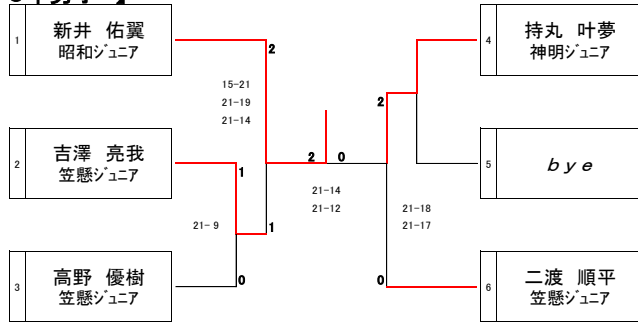 1
新井 佑翼
昭和ジュニア
2
吉澤 亮我
笠懸ジュニア
3
高野 優樹
笠懸ジュニア
2
15-21
21-19
21-14
1
21-9
0
1
2 0
21-14
21-12
2
21-18
21-17
0
4
持丸 叶夢
神明ジュニア
5
bye
6
二渡 順平
笠懸ジュニア